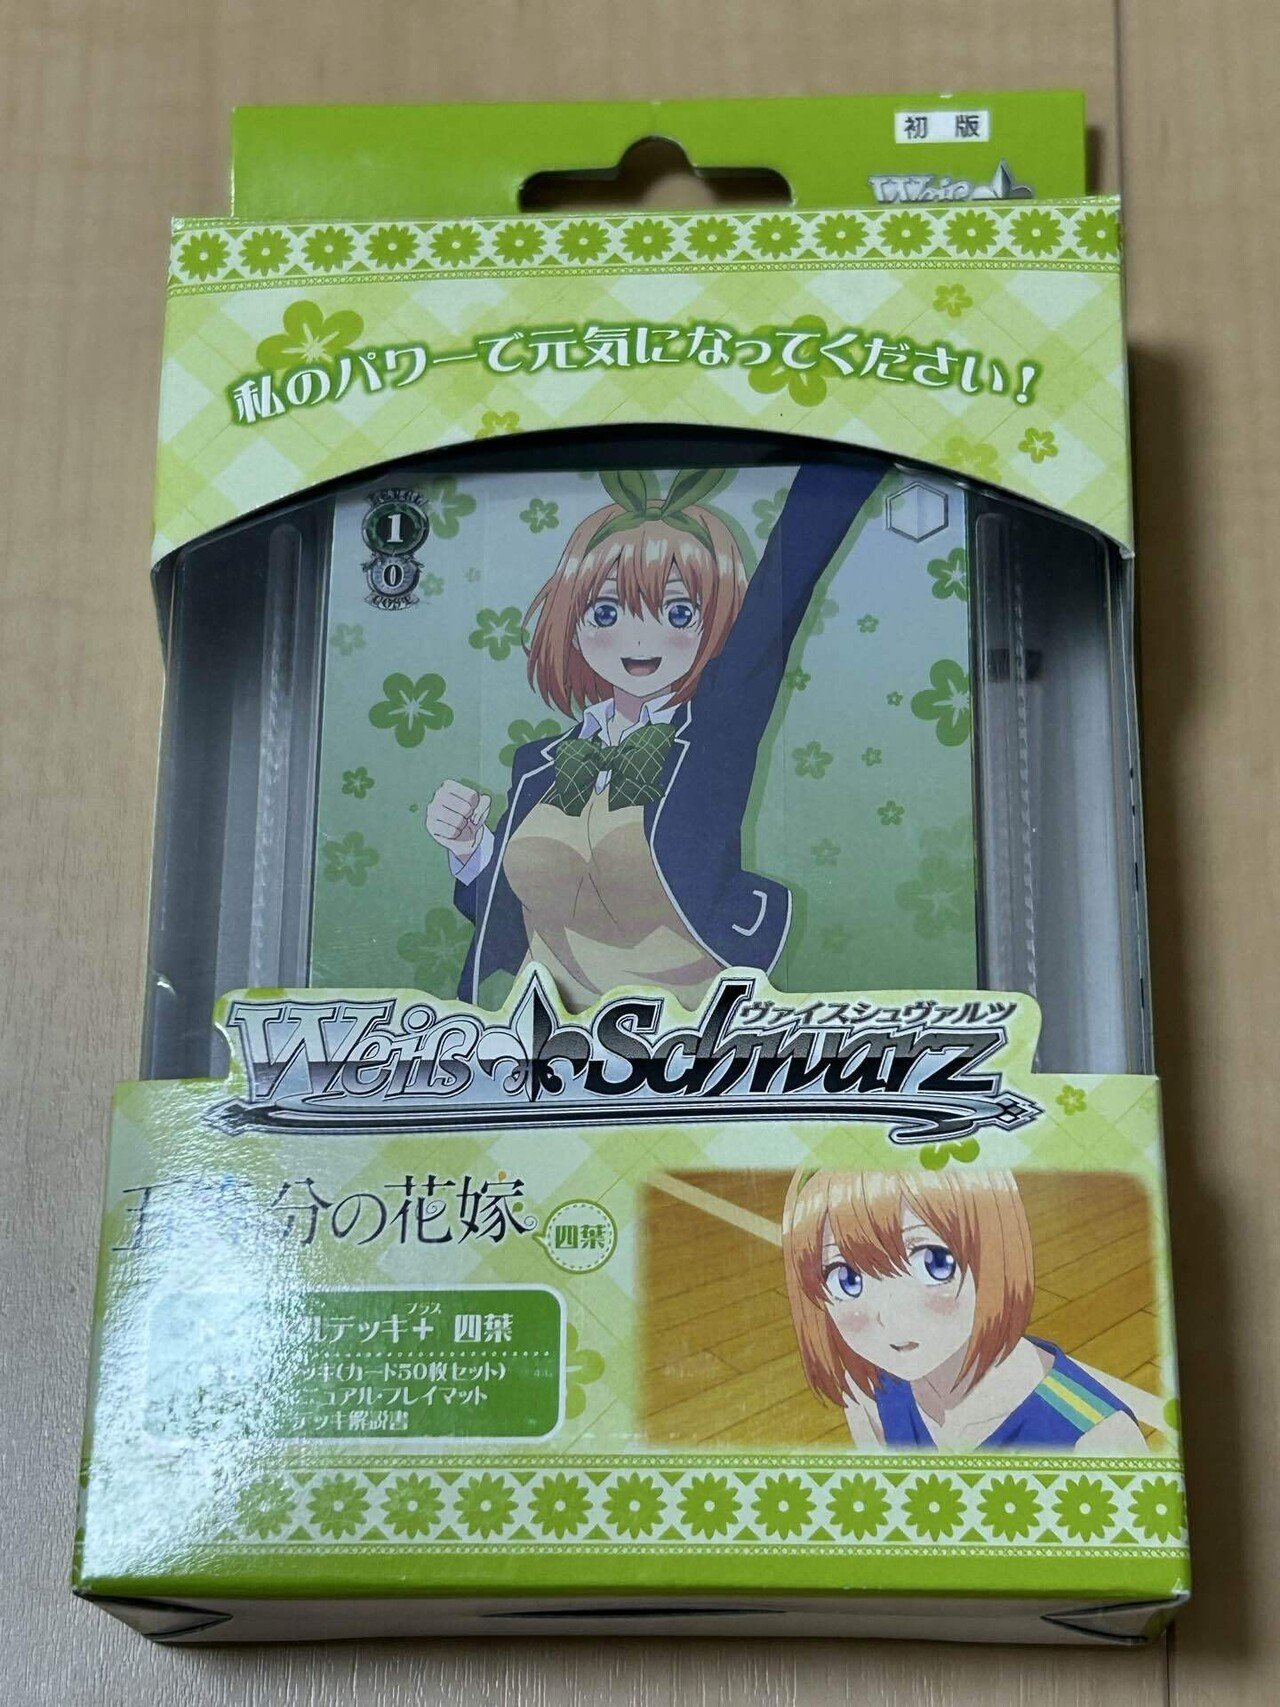 初版
Weiß
私のパワーで元気になってください!
1
0
COST
ヴァイスシュヴァルツ
Weiß Schwarz
分の花嫁
四葉
プラス
ルデッキ+ 四葉
ッキ(カード50枚セット)
ニュアル・プレイマット
デッキ解説書